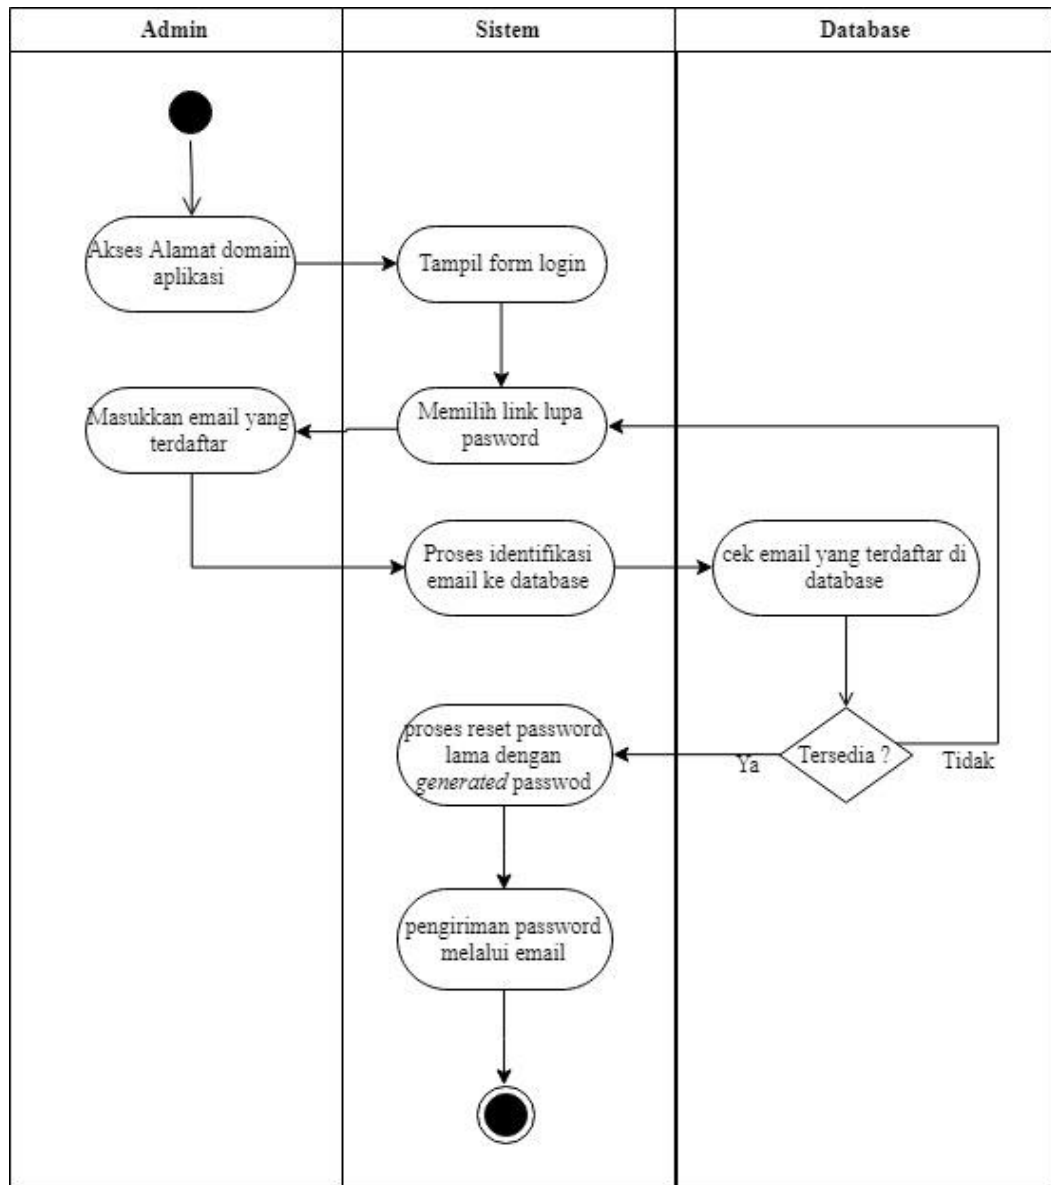 Admin
Sistem
Database
Akses Alamat domain
aplikasi
Tampil form login
Masukkan email yang
terdaftar
Memilih link lupa
pasword
Proses identifikasi
email ke database
cek email yang terdaftar di
database
proses reset password
lama dengan
generated passwod
Ya
Tersedia ?
Tidak
pengiriman password
melalui email